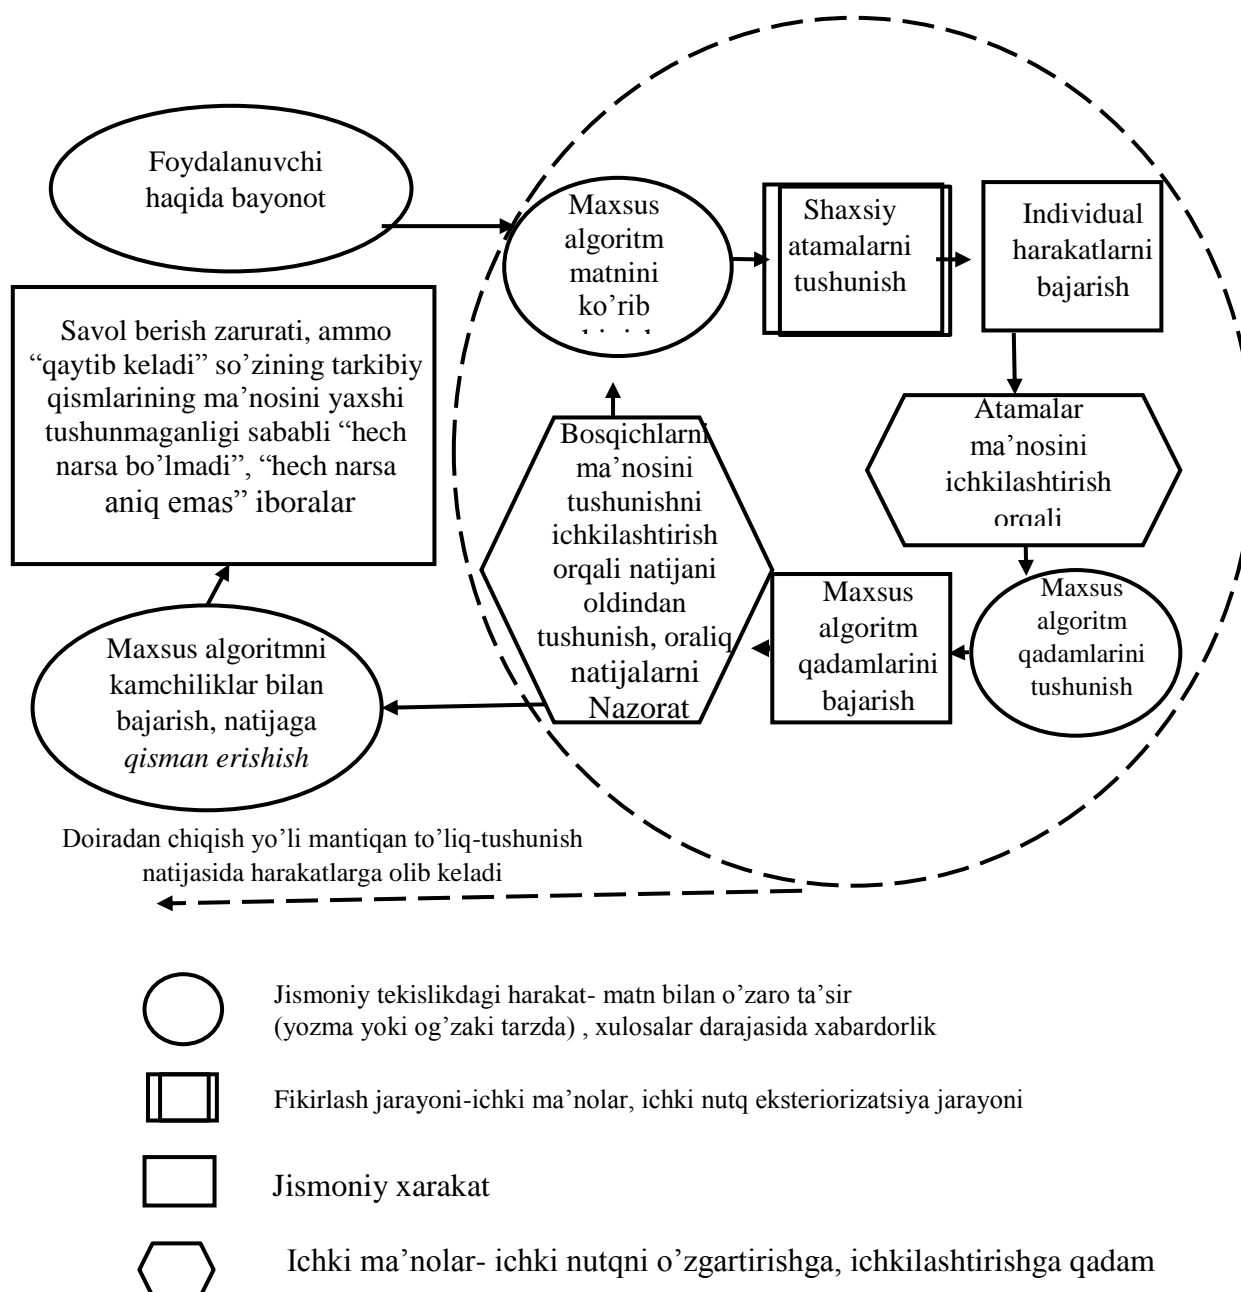 Foydalanuvchi
haqida bayonot
Maxsus
algoritm
matnini
ko’rib
Shaxsiy
atamalarni
tushunish
Individual
harakatlarni
bajarish
Savol berish zarurati, ammo
“qaytib keladi” so’zining tarkibiy
qismlarining ma’nosini yaxshi
tushunmaganligi sababli “hech
narsa bo’lmadi”, “hech narsa
aniq emas” iboralar
Bosqichlarni
ma’nosini
tushunishni
ichkilashtirish
orqali natijani
oldindan
tushunish, oraliq
natijalarni
Nazorat
Atamalar
ma’nosini
ichkilashtirish
orqali
Maxsus
algoritm
qadamlarini
bajarish
Maxsus
algoritm
qadamlarini
tushunish
Maxsus algoritmni
kamchiliklar bilan
bajarish, natijaga
qisman erishish
Doiradan chiqish yo’li mantiqan to’liq-tushunish
natijasida harakatlarga olib keladi
Jismoniy tekislikdagi harakat- matn bilan o’zaro ta’sir
(yozma yoki og’zaki tarzda) , xulosalar darajasida xabardorlik
Fikirlash jarayoni-ichki ma’nolar, ichki nutq eksteriorizatsiya jarayoni
Jismoniy xarakat
Ichki ma’nolar- ichki nutqni o’zgartirishga, ichkilashtirishga qadam